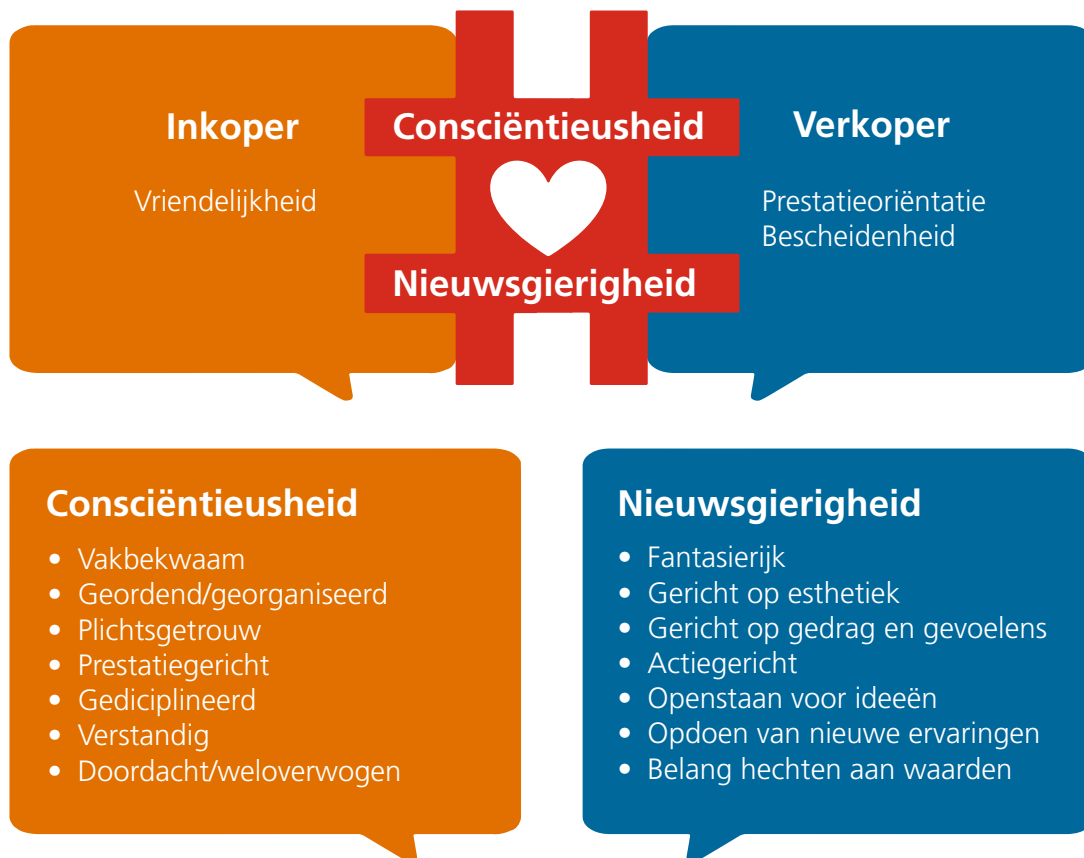 Inkoper
Vriendelijkheid
Consciëntieusheid
Nieuwsgierigheid
Verkoper
Prestatieoriëntatie
Bescheidenheid
Consciëntieusheid
• Vakbekwaam
• Geordend/georganiseerd
• Plichtsgetrouw
• Prestatiegericht
• Gediciplineerd
• Verstandig
• Doordacht/weloverwogen
Nieuwsgierigheid
• Fantasierijk
• Gericht op esthetiek
• Gericht op gedrag en gevoelens
• Actiegericht
• Openstaan voor ideeën
• Opdoen van nieuwe ervaringen
• Belang hechten aan waarden